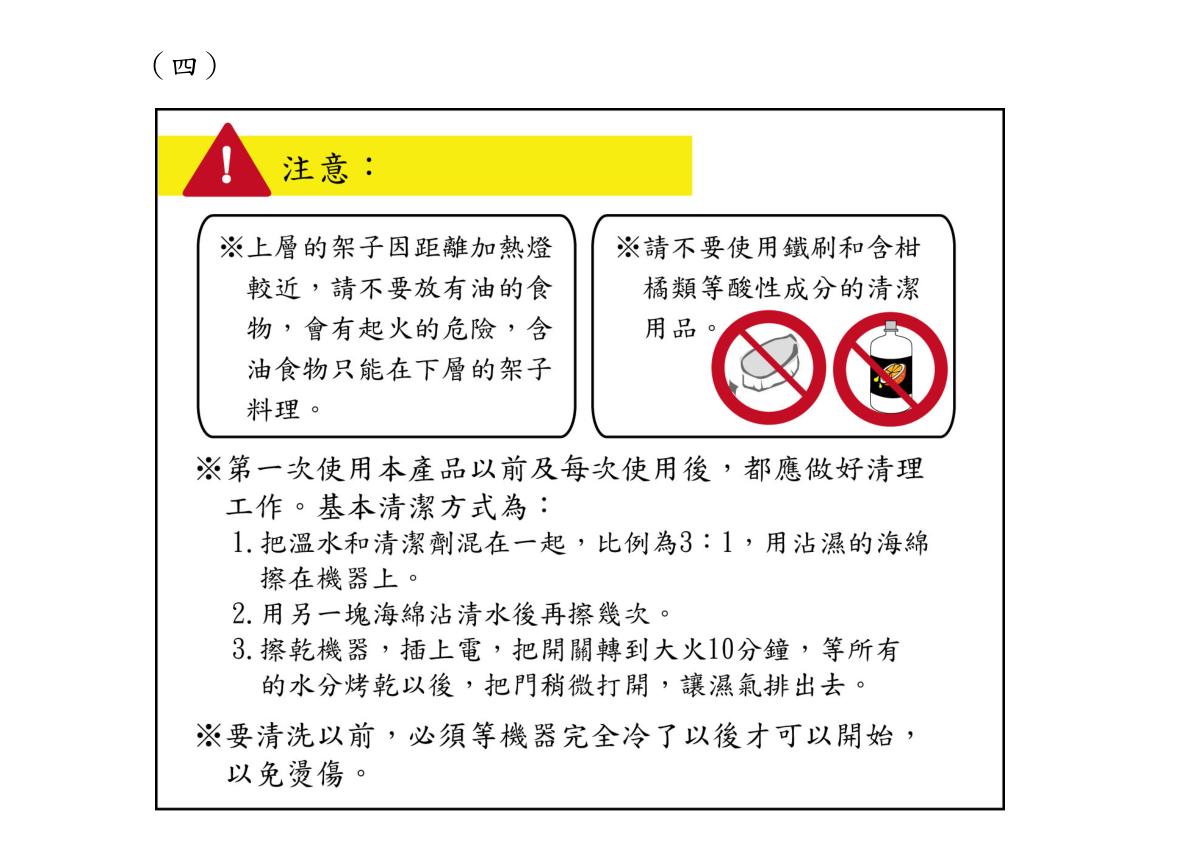 （四）
注意：
※上層的架子因距離加熱燈
較近，請不要放有油的食
物，會有起火的危險，含
油食物只能在下層的架子
料理。
※請不要使用鐵刷和含柑
橘類等酸性成分的清潔
用品。
※第一次使用本產品以前及每次使用後，都應做好清理
工作。基本清潔方式為：
1.把溫水和清潔劑混在一起，比例為3：1，用沾濕的海綿
擦在機器上。
2.用另一塊海綿沾清水後再擦幾次。
3.擦乾機器，插上電，把開關轉到大火10分鐘，等所有
的水分烤乾以後，把門稍微打開，讓濕氣排出去。
※要清洗以前，必須等機器完全冷了以後才可以開始，
以免燙傷。